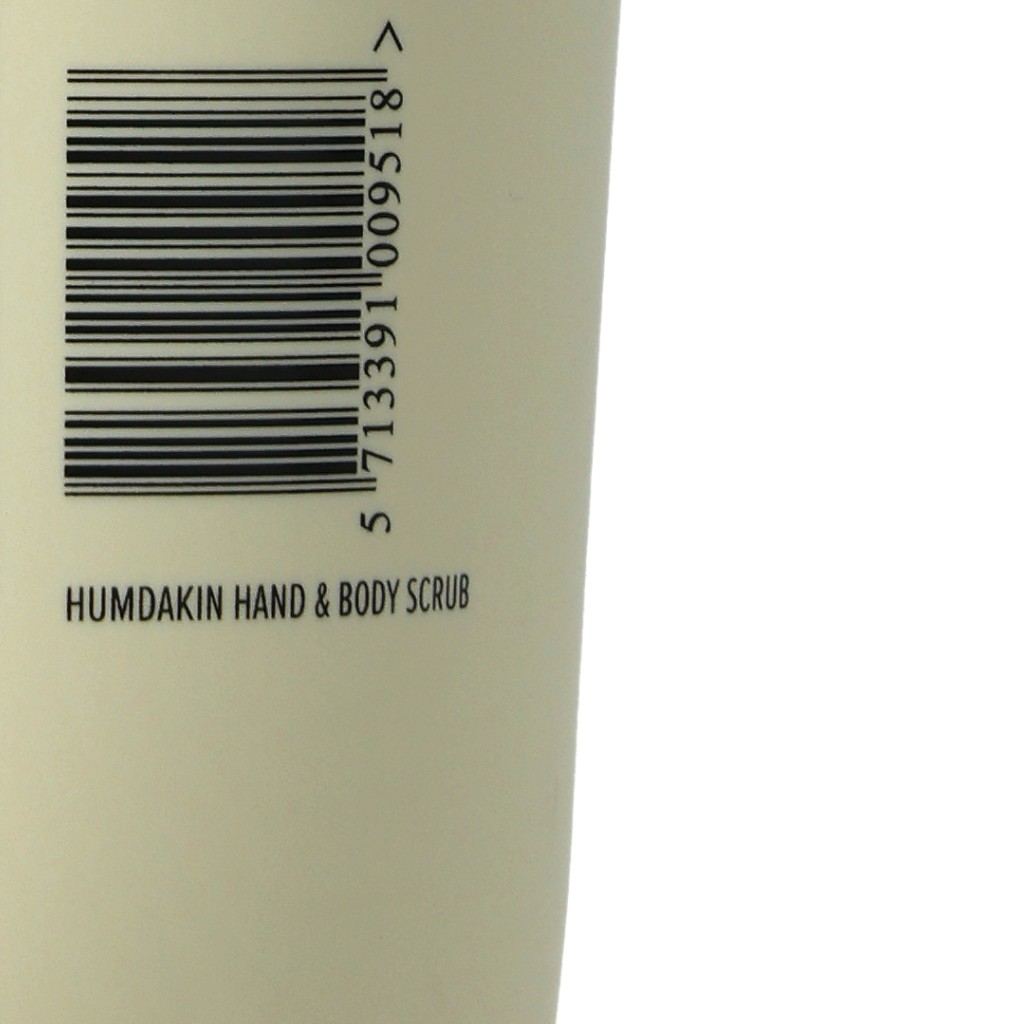 5 713391 009518 >
HUMDAKIN HAND & BODY SCRUB